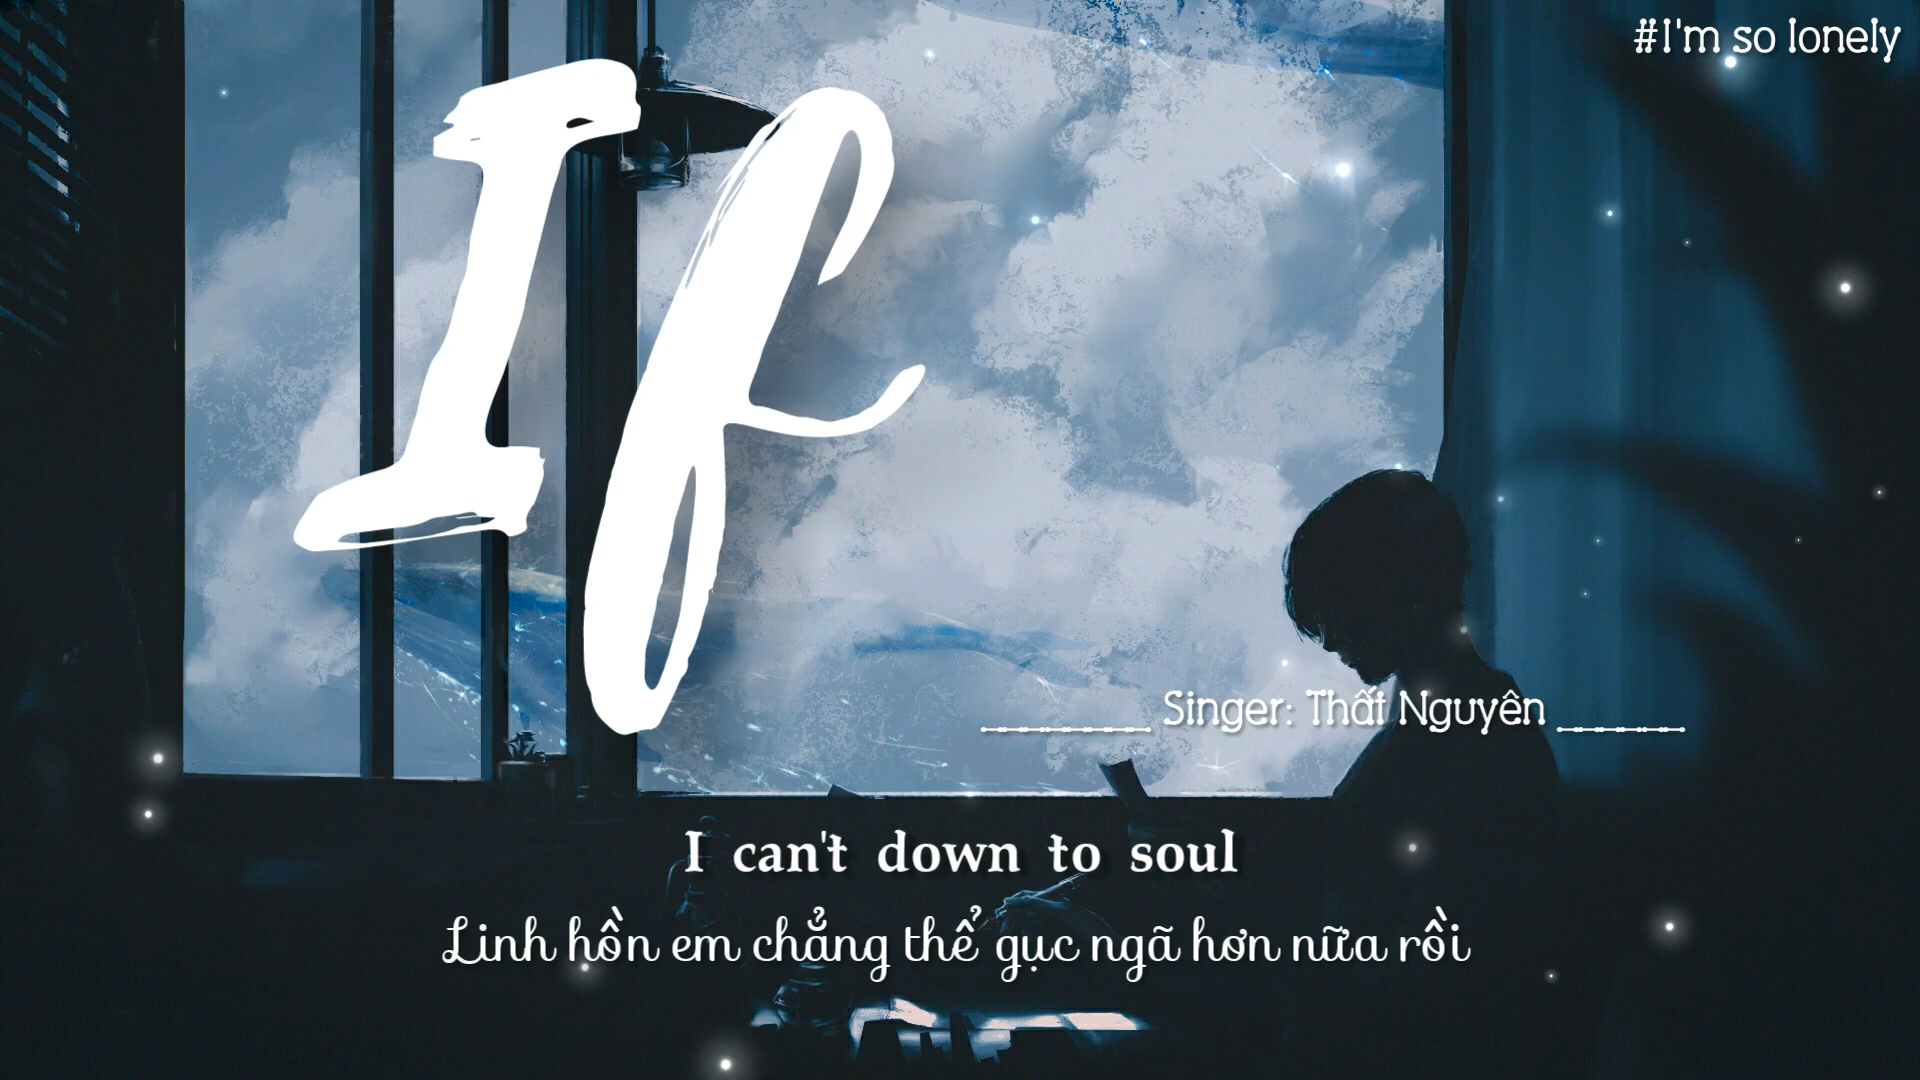 #I'm so lonely
If
Singer: Thất Nguyên
I can't down to soul
Linh hồn em chẳng thể gục ngã hơn nữa rồi